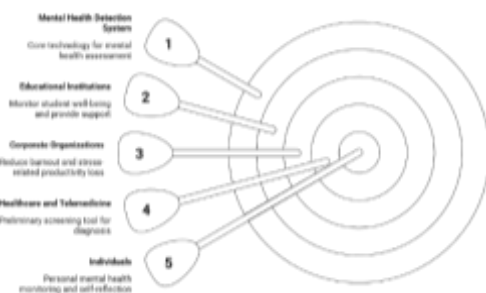 Mental Health Detection
System
Core technology for mental
health assessment
1
Educational Institutions
Monitor student well-being
and provide support
2
Corporate Organizations
Reduce burnout and stress-
related productivity loss
3
Healthcare and Telemedicine
Preliminary screening tool for
diagnosis
4
Individuals
Personal mental health
monitoring and self-reflection
5